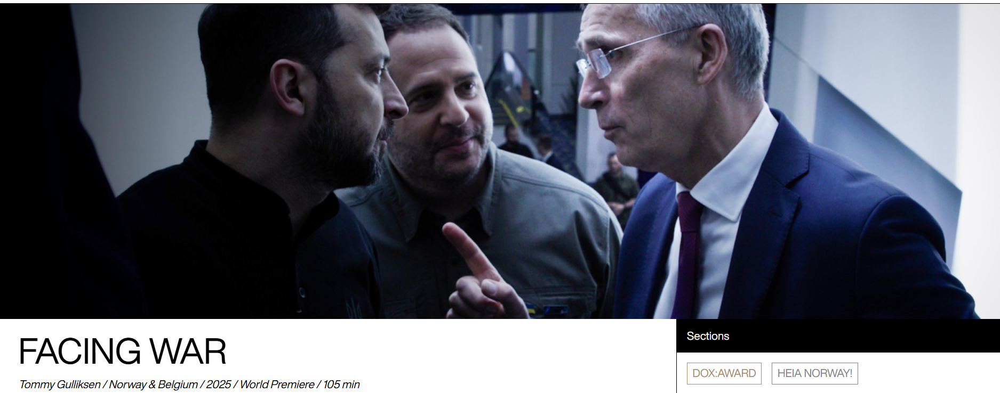 FACING WAR
Tommy Gulliksen / Norway & Belgium / 2025 / World Premiere / 105 min
Sections
DOX:AWARD
HEIA NORWAY!